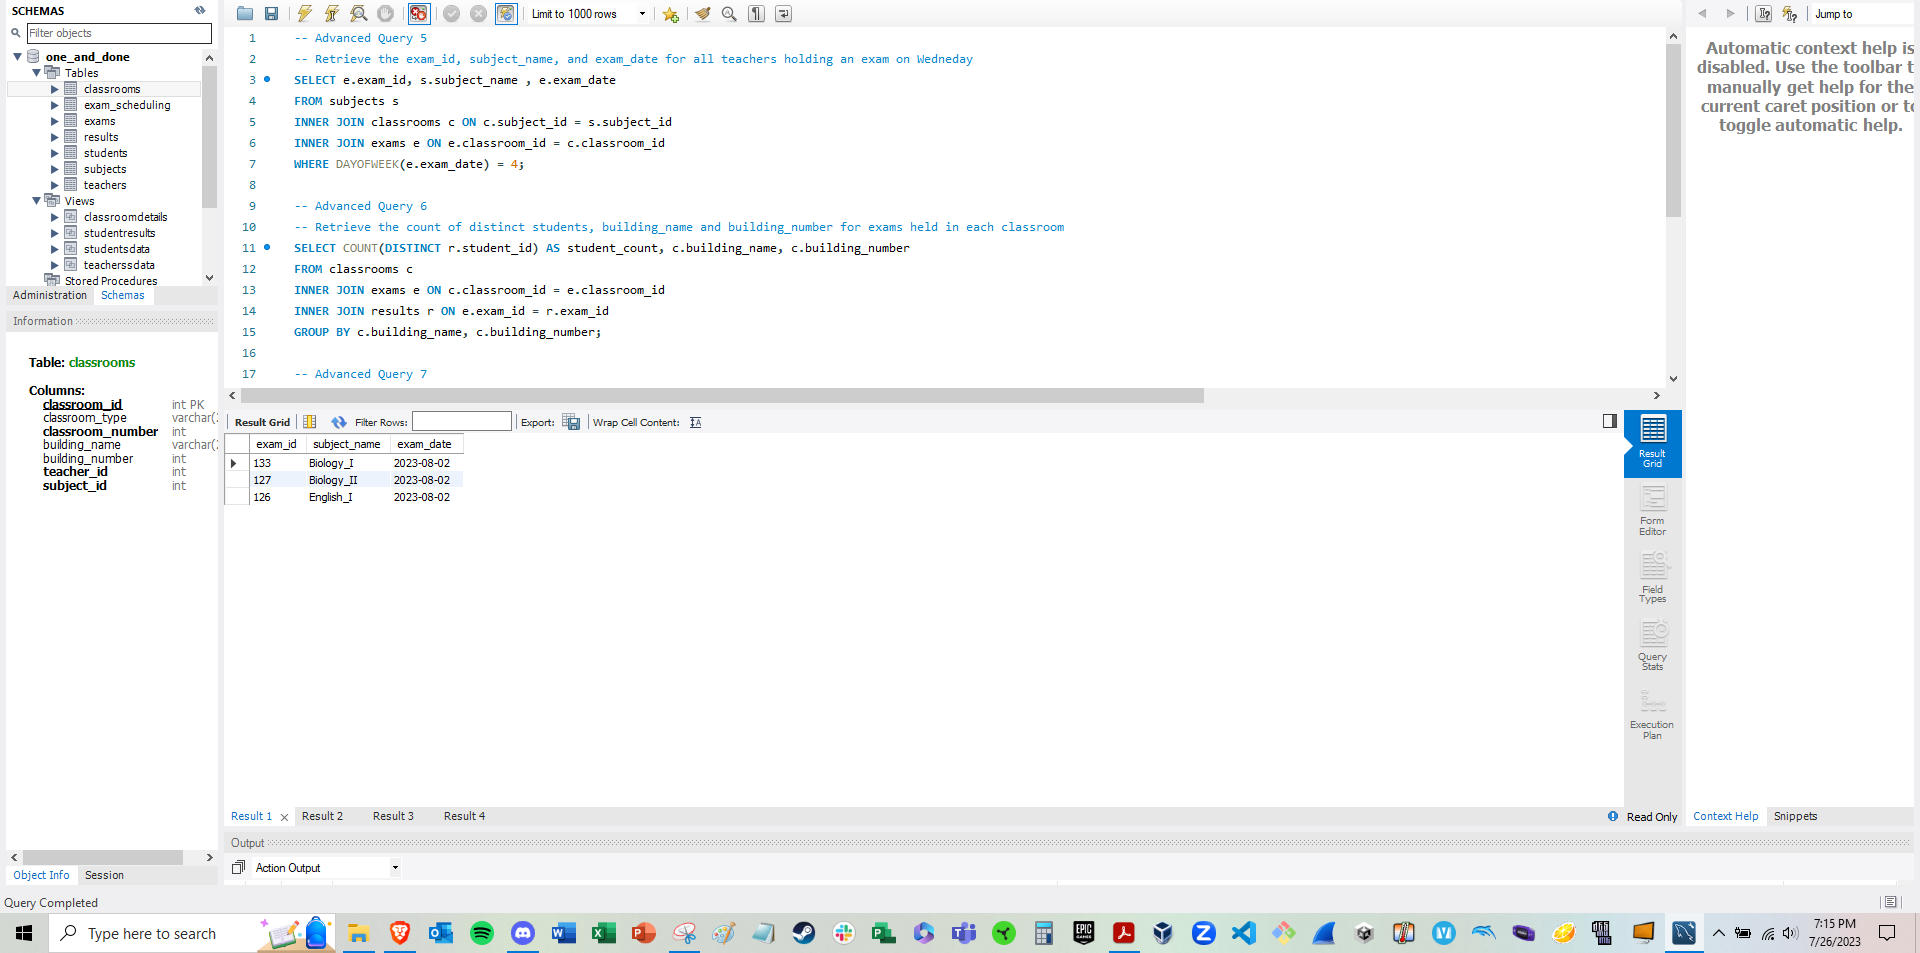 SCHEMAS
Filter objects
one_and_done
Tables
classrooms
exam_scheduling
exams
results
students
subjects
teachers
Views
classroomdetails
studentresults
studentsdata
teacherssdata
Stored Procedures
Administration Schemas
Information
Table: classrooms
Columns:
classroom_id int PK
classroom_type varchar(
classroom_number int
building_name varchar(
building_number int
teacher_id int
subject_id int
Object Info Session
Query Completed
Limit to 1000 rows
1 -- Advanced Query 5
2 -- Retrieve the exam_id, subject_name, and exam_date for all teachers holding an exam on Wedneday
3 SELECT e.exam_id, s.subject_name , e.exam_date
4 FROM subjects s
5 INNER JOIN classrooms c ON c.subject_id = s.subject_id
6 INNER JOIN exams e ON e.classroom_id = c.classroom_id
7 WHERE DAYOFWEEK(e.exam_date) = 4;
8
9 -- Advanced Query 6
10 -- Retrieve the count of distinct students, building_name and building_number for exams held in each classroom
11 SELECT COUNT(DISTINCT r.student_id) AS student_count, c.building_name, c.building_number
12 FROM classrooms c
13 INNER JOIN exams e ON c.classroom_id = e.classroom_id
14 INNER JOIN results r ON e.exam_id = r.exam_id
15 GROUP BY c.building_name, c.building_number;
16
17 -- Advanced Query 7
Result Grid Filter Rows: Export: Wrap Cell Content:
exam_id subject_name exam_date
133 Biology_I 2023-08-02
127 Biology_II 2023-08-02
126 English_I 2023-08-02
Result Grid
Form Editor
Field Types
Query Stats
Execution Plan
Result 1 Result 2 Result 3 Result 4
Read Only
Output
Action Output
Jump to
Automatic context help is
disabled. Use the toolbar t
manually get help for the
current caret position or to
toggle automatic help.
Context Help Snippets
Type here to search
EPIC GAMES
7:15 PM
7/26/2023